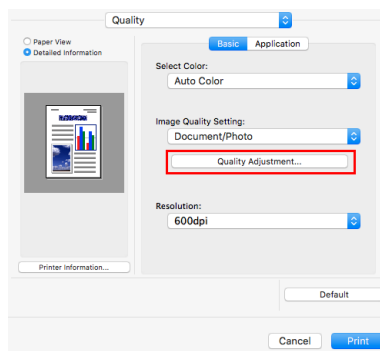 Quality
Paper View
Detailed Information
Basic Application
Select Color:
Auto Color
Image Quality Setting:
Document/Photo
Quality Adjustment...
Resolution:
600dpi
Printer Information...
Default
Cancel Print